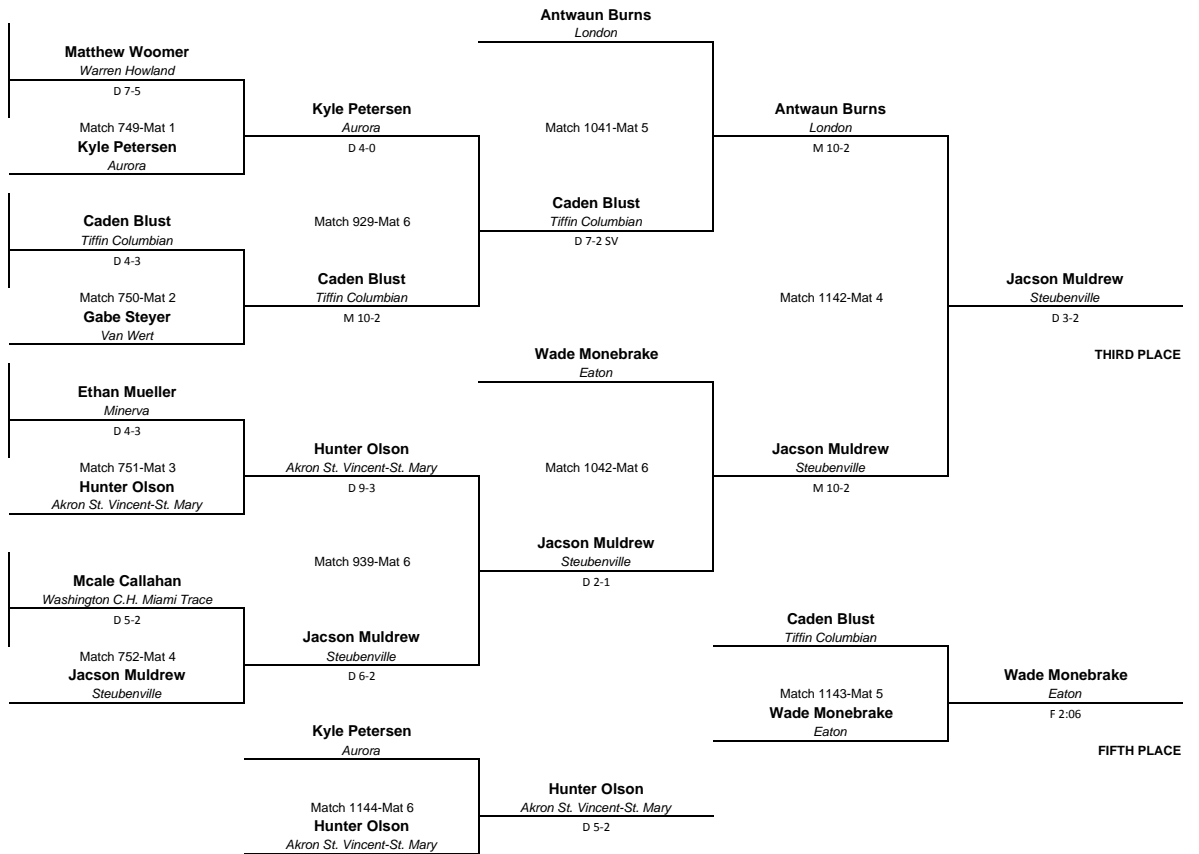 Antwaun Burns
London
Matthew Woomer
Warren Howland
D 7-5
Kyle Petersen
Antwaun Burns
Match 749-Mat 1
Aurora
Match 1041-Mat 5
London
Kyle Petersen
D 4-0
M 10-2
Aurora
Caden Blust
Match 929-Mat 6
Caden Blust
Tiffin Columbian
Tiffin Columbian
D 4-3
D 7-2 SV
Caden Blust
Jacson Muldrew
Match 750-Mat 2
Tiffin Columbian
Match 1142-Mat 4
Steubenville
Gabe Steyer
M 10-2
D 3-2
Van Wert
Wade Monebrake
THIRD PLACE
Eaton
Ethan Mueller
Minerva
D 4-3
Hunter Olson
Jacson Muldrew
Match 751-Mat 3
Akron St. Vincent-St. Mary
Match 1042-Mat 6
Steubenville
Hunter Olson
D 9-3
M 10-2
Akron St. Vincent-St. Mary
Jacson Muldrew
Match 939-Mat 6
Steubenville
Mcale Callahan
D 2-1
Washington C.H. Miami Trace
D 5-2
Caden Blust
Jacson Muldrew
Tiffin Columbian
Match 752-Mat 4
Steubenville
Jacson Muldrew
D 6-2
Wade Monebrake
Steubenville
Match 1143-Mat 5
Eaton
Wade Monebrake
F 2:06
Kyle Petersen
Eaton
Aurora
FIFTH PLACE
Hunter Olson
Match 1144-Mat 6
Akron St. Vincent-St. Mary
Hunter Olson
D 5-2
Akron St. Vincent-St. Mary